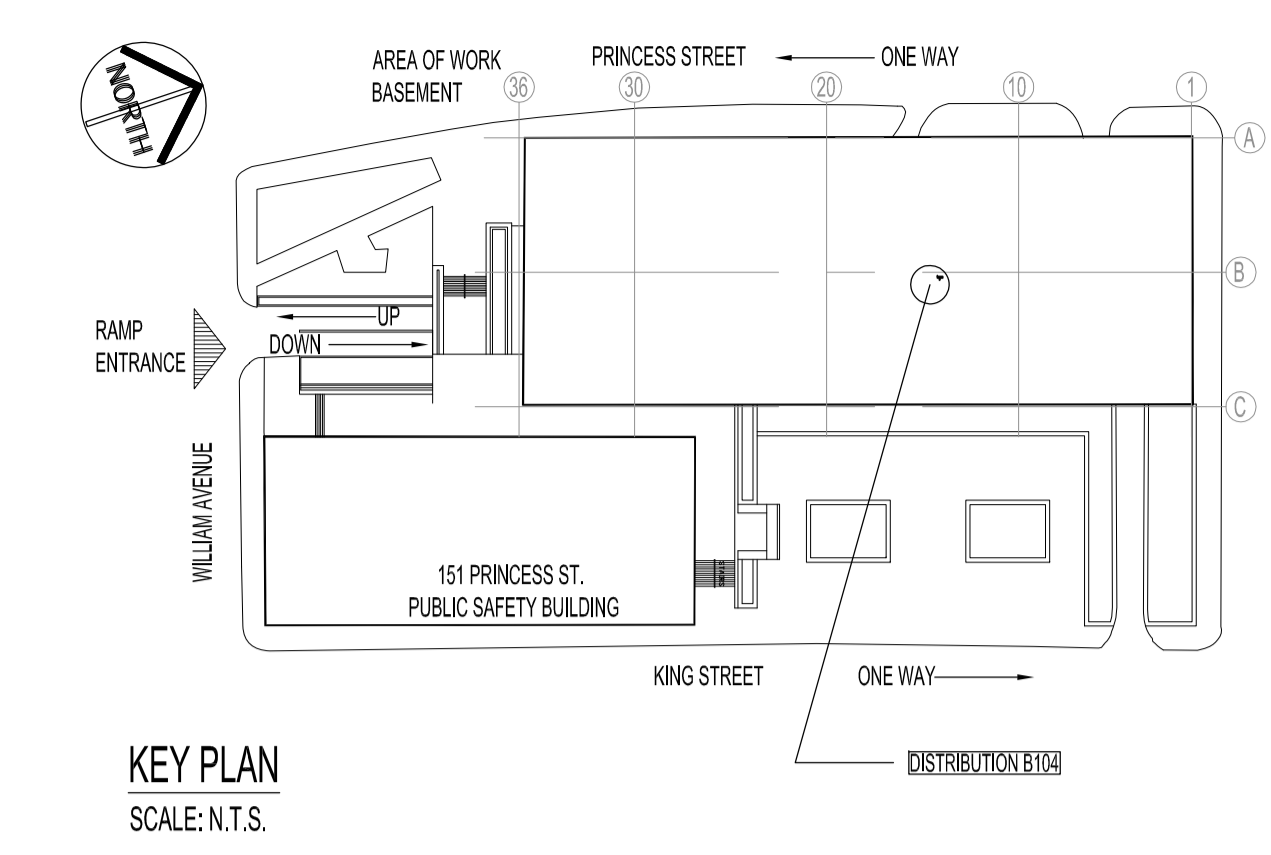 NORTH
AREA OF WORK
BASEMENT
PRINCESS STREET
ONE WAY
36
30
20
10
1
A
B
C
UP
DOWN
RAMP
ENTRANCE
WILLIAM AVENUE
151 PRINCESS ST.
PUBLIC SAFETY BUILDING
STAIRS
KING STREET
ONE WAY
DISTRIBUTION B104
KEY PLAN
SCALE: N.T.S.